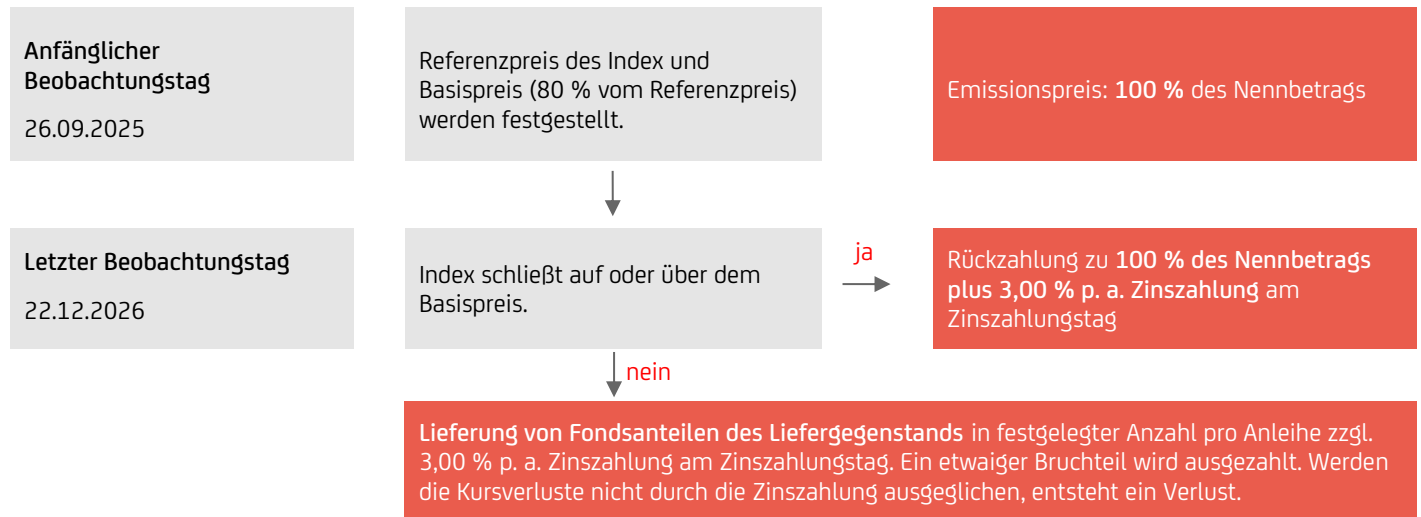 Anfänglicher
Beobachtungstag
26.09.2025
Referenzpreis des Index und
Basispreis (80 % vom Referenzpreis)
werden festgestellt.
Emissionspreis: 100 % des Nennbetrags
Letzter Beobachtungstag
22.12.2026
Index schließt auf oder über dem
Basispreis.
ja
Rückzahlung zu 100 % des Nennbetrags
plus 3,00 % p. a. Zinszahlung am
Zinszahlungstag
nein
Lieferung von Fondsanteilen des Liefergegenstands in festgelegter Anzahl pro Anleihe zzgl.
3,00 % p. a. Zinszahlung am Zinszahlungstag. Ein etwaiger Bruchteil wird ausgezahlt. Werden
die Kursverluste nicht durch die Zinszahlung ausgeglichen, entsteht ein Verlust.